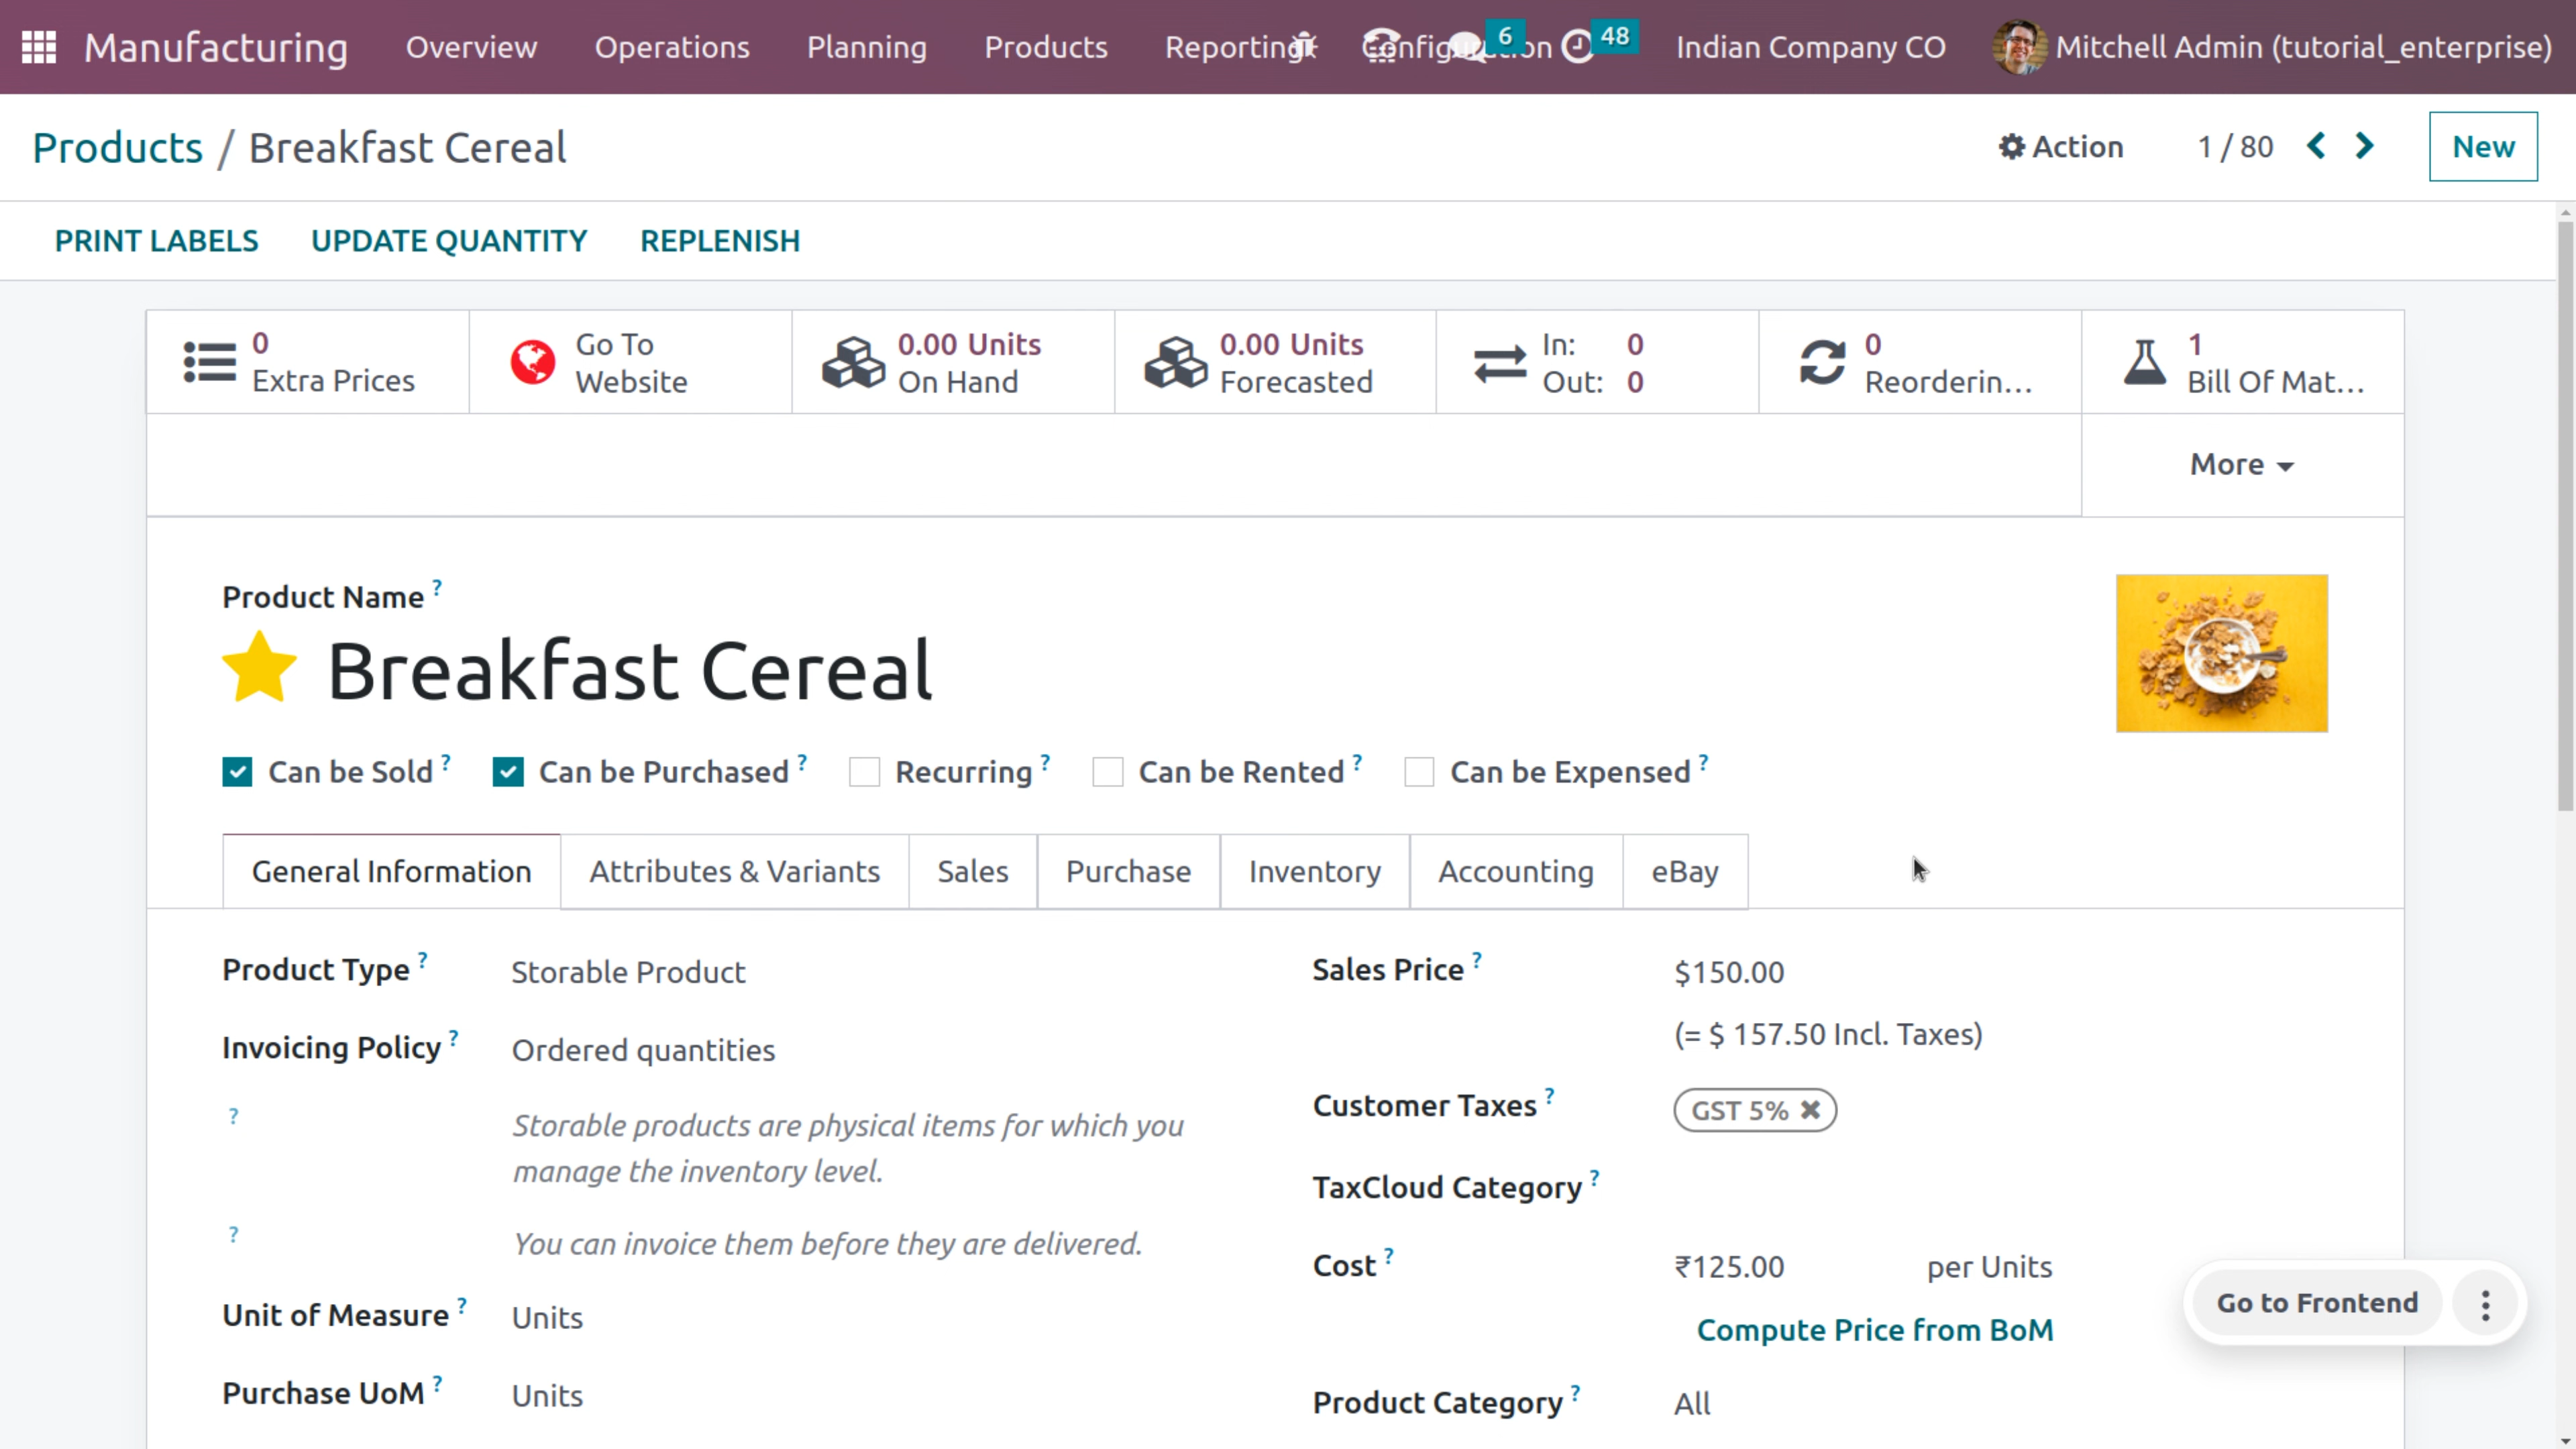 Manufacturing Overview Operations Planning Products Reporting Configuration 6 48 Indian Company CO Mitchell Admin (tutorial_enterprise)
Products / Breakfast Cereal Action 1 / 80 New
PRINT LABELS UPDATE QUANTITY REPLENISH
0
Extra Prices
Go To
Website
0.00 Units
On Hand
0.00 Units
Forecasted
In: 0
Out: 0
0
Reorderin...
1
Bill Of Mat...
More
Product Name ?
Breakfast Cereal
Can be Sold ? Can be Purchased ? Recurring ? Can be Rented ? Can be Expensed ?
General Information Attributes & Variants Sales Purchase Inventory Accounting eBay
Product Type ? Storable Product
Invoicing Policy ? Ordered quantities
? Storable products are physical items for which you
manage the inventory level.
? You can invoice them before they are delivered.
Unit of Measure ? Units
Purchase UoM ? Units
Sales Price ? $150.00
(= $ 157.50 Incl. Taxes)
Customer Taxes ? GST 5% ✖
TaxCloud Category ?
Cost ? ₹125.00 per Units
Compute Price from BoM
Product Category ? All
Go to Frontend